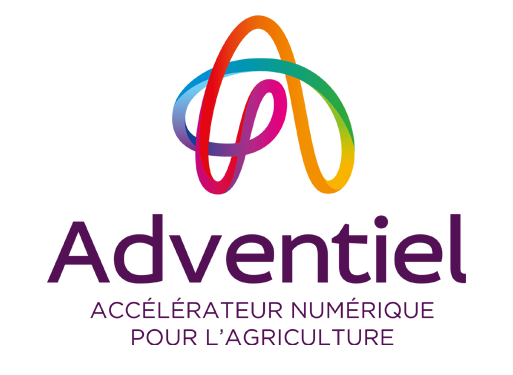 Adventiel
ACCÉLÉRATEUR NUMÉRIQUE
POUR L'AGRICULTURE